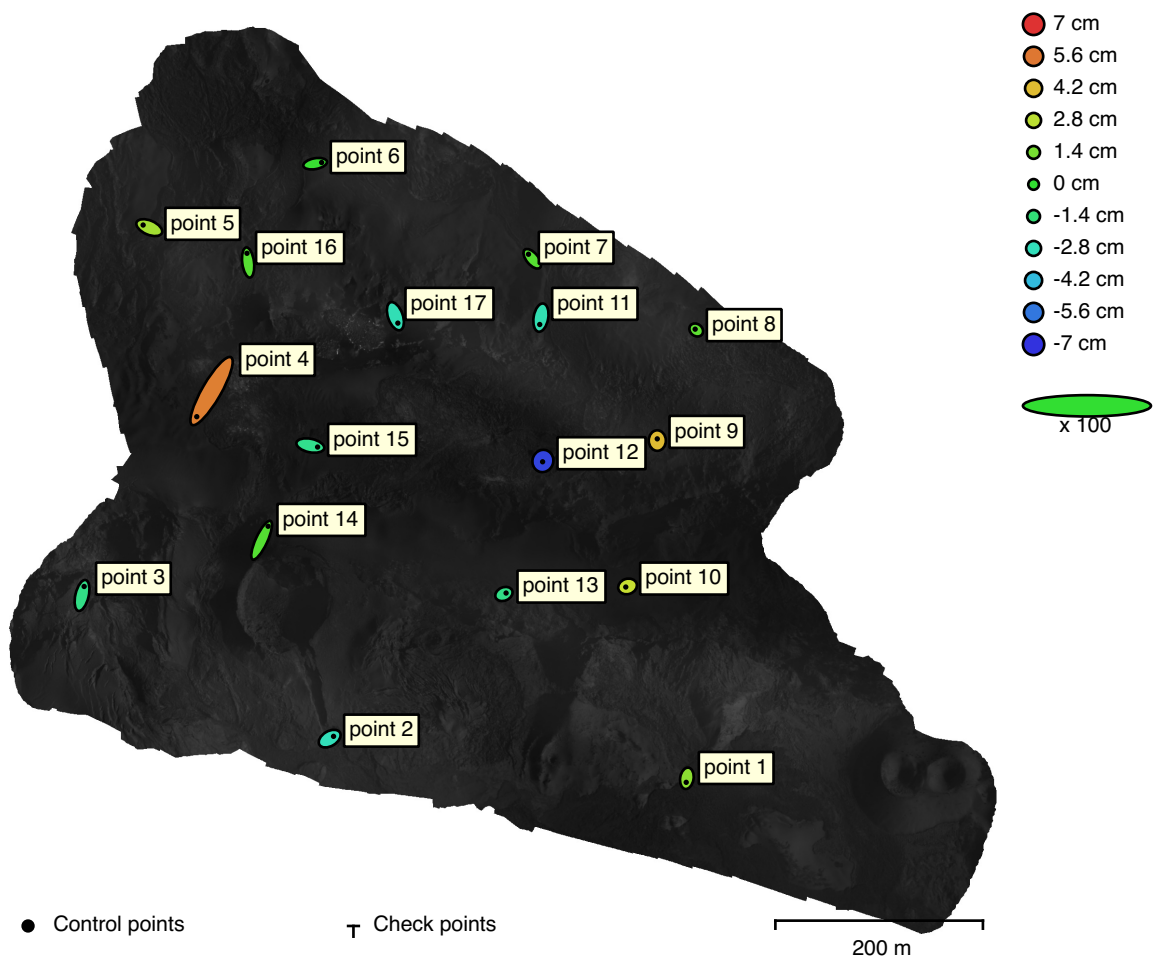 7 cm
5.6 cm
4.2 cm
2.8 cm
1.4 cm
0 cm
-1.4 cm
-2.8 cm
-4.2 cm
-5.6 cm
-7 cm
x 100
point 6
point 5
point 16
point 7
point 17
point 11
point 8
point 4
point 9
point 15
point 12
point 14
point 3
point 13
point 10
point 2
point 1
Control points
Check points
200 m